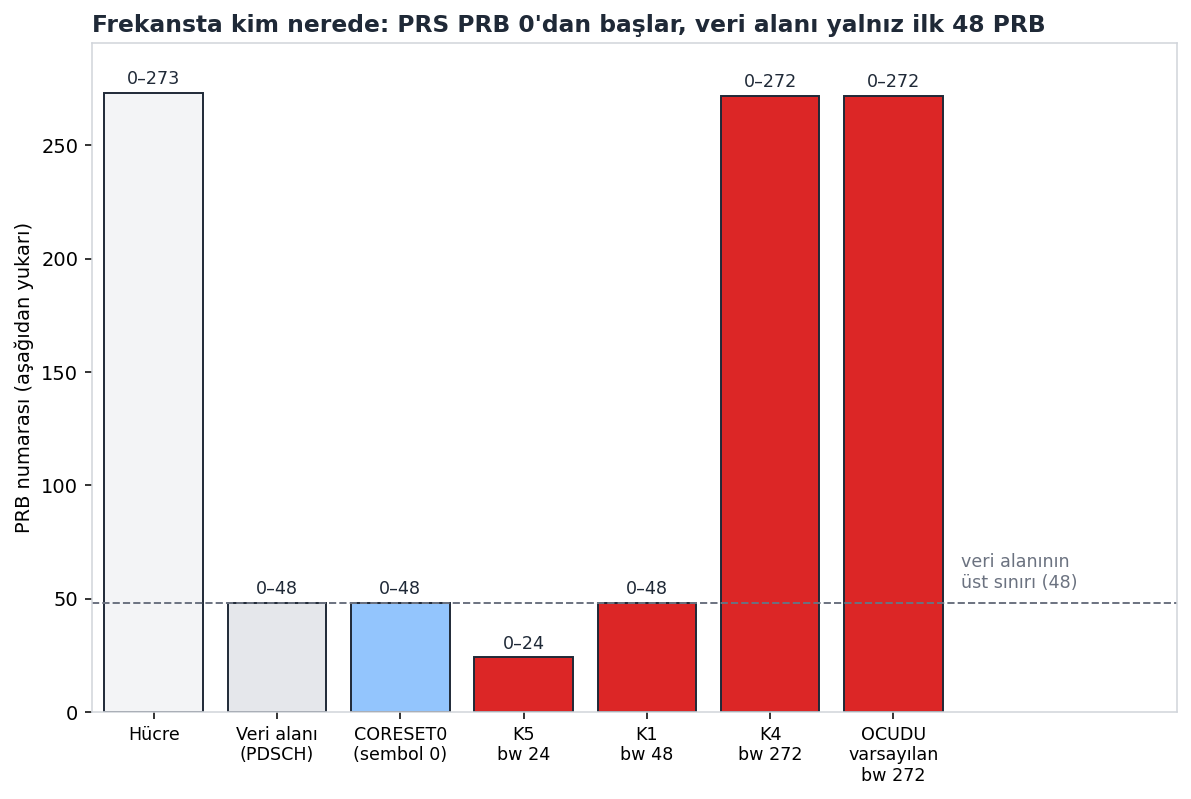 Frekansta kim nerede: PRS PRB 0'dan başlar, veri alanı yalnız ilk 48 PRB
PRB numarası (aşağıdan yukarı)
250
200
150
100
50
0
0–273
0–48
0–48
0–24
0–48
0–272
0–272
veri alanının
üst sınırı (48)
Hücre
Veri alanı
(PDSCH)
CORESET0
(sembol 0)
K5
bw 24
K1
bw 48
K4
bw 272
OCUDU
varsayılan
bw 272